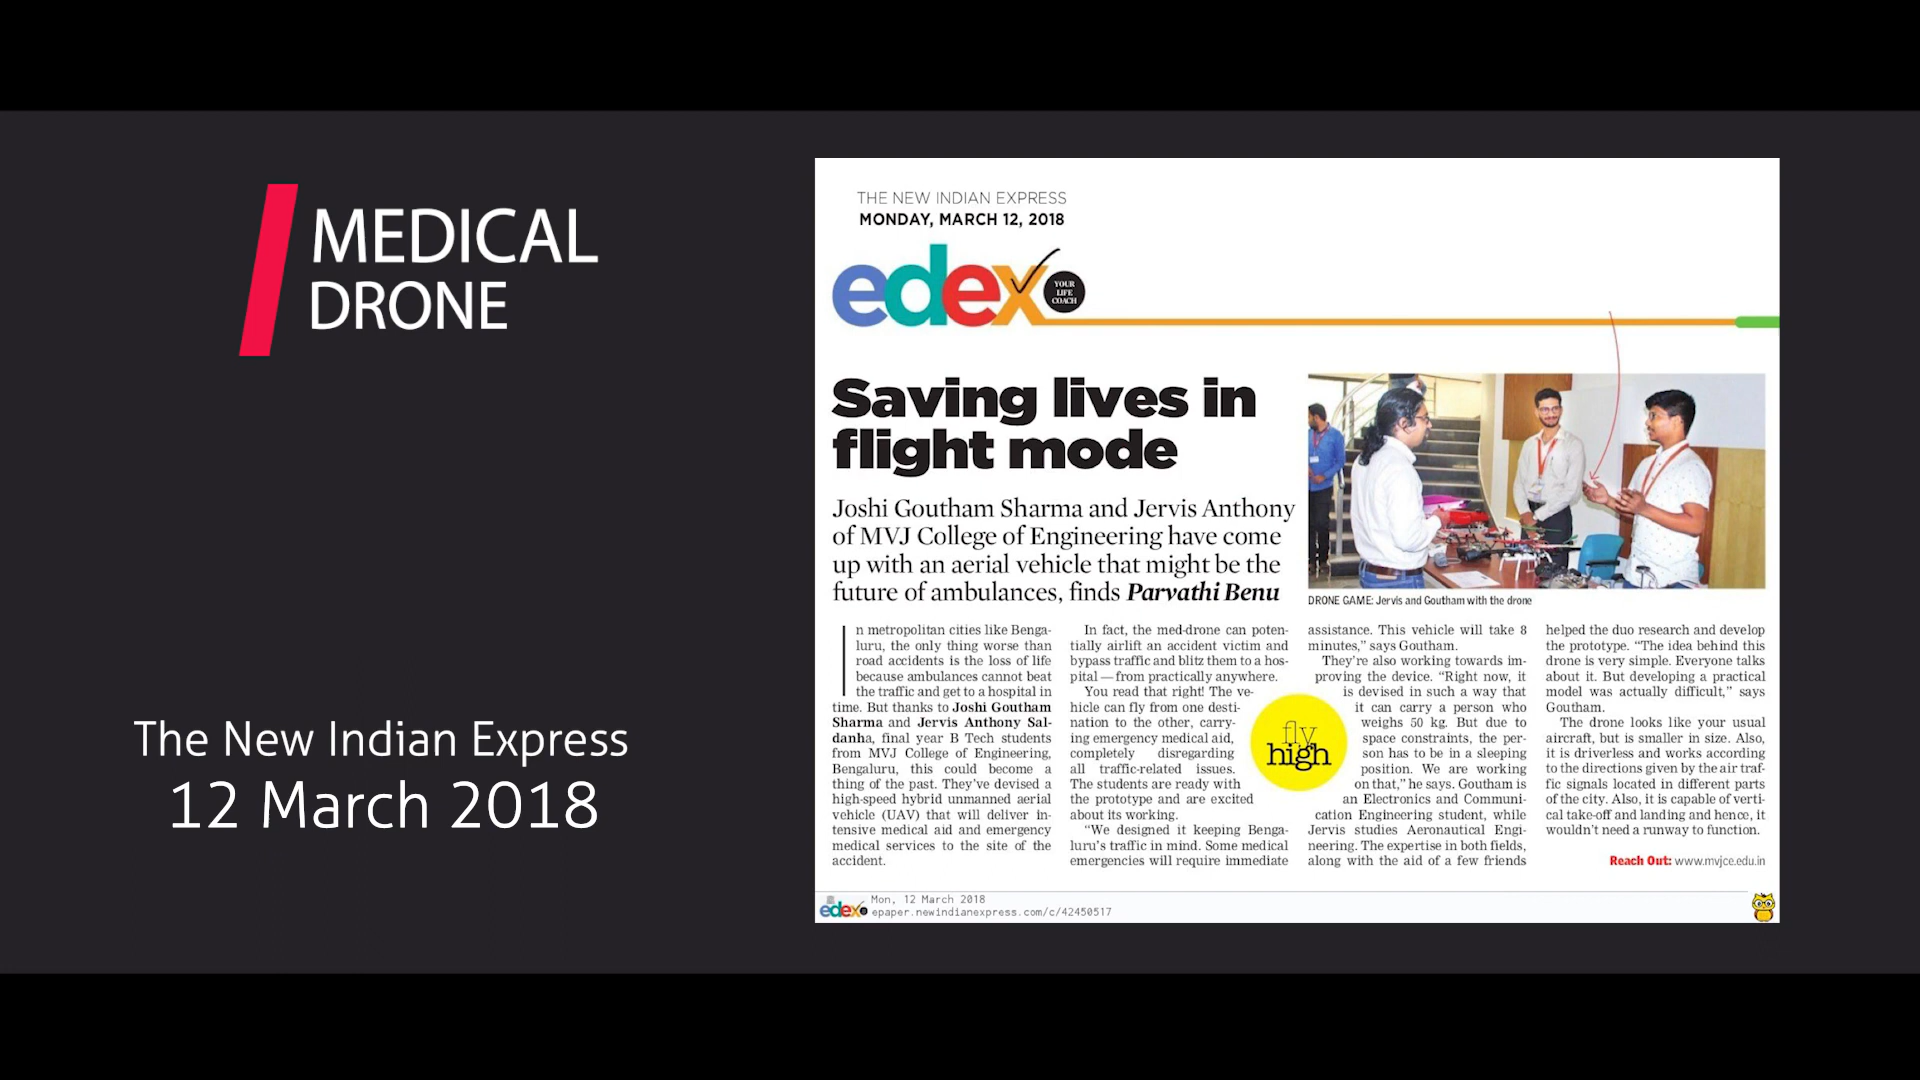 MEDICAL
DRONE
The New Indian Express
12 March 2018
THE NEW INDIAN EXPRESS
MONDAY, MARCH 12, 2018
edex
YOUR
LIFE
COACH
Saving lives in
flight mode
Joshi Goutham Sharma and Jervis Anthony
of MVJ College of Engineering have come
up with an aerial vehicle that might be the
future of ambulances, finds Parvathi Benu
DRONE GAME: Jervis and Goutham with the drone
In metropolitan cities like Benga-
luru, the only thing worse than
road accidents is the loss of life
because ambulances cannot beat
the traffic and get to a hospital in
time. But thanks to Joshi Goutham
Sharma and Jervis Anthony Sal-
danha, final year B Tech students
from MVJ College of Engineering,
Bengaluru, this could become a
thing of the past. They've devised a
high-speed hybrid unmanned aerial
vehicle (UAV) that will deliver in-
tensive medical aid and emergency
medical services to the site of the
accident.
In fact, the med-drone can poten-
tially airlift an accident victim and
bypass traffic and blitz them to a hos-
pital — from practically anywhere.
You read that right! The ve-
hicle can fly from one desti-
nation to the other, carry-
ing emergency medical aid,
completely disregarding
all traffic-related issues.
The students are ready with
the prototype and are excited
about its working.
"We designed it keeping Benga-
luru's traffic in mind. Some medical
emergencies will require immediate
fly
high
assistance. This vehicle will take 8
minutes," says Goutham.
They're also working towards im-
proving the device. "Right now, it
is devised in such a way that
it can carry a person who
weighs 50 kg. But due to
space constraints, the per-
son has to be in a sleeping
position. We are working
on that," he says. Goutham is
an Electronics and Communi-
cation Engineering student, while
Jervis studies Aeronautical Engi-
neering. The expertise in both fields,
along with the aid of a few friends
helped the duo research and develop
the prototype. "The idea behind this
drone is very simple. Everyone talks
about it. But developing a practical
model was actually difficult," says
Goutham.
The drone looks like your usual
aircraft, but is smaller in size. Also,
it is driverless and works according
to the directions given by the air traf-
fic signals located in different parts
of the city. Also, it is capable of verti-
cal take-off and landing and hence, it
wouldn't need a runway to function.
Reach Out: www.mvjce.edu.in
edex
Mon, 12 March 2018
epaper.newindianexpress.com/c/42450517